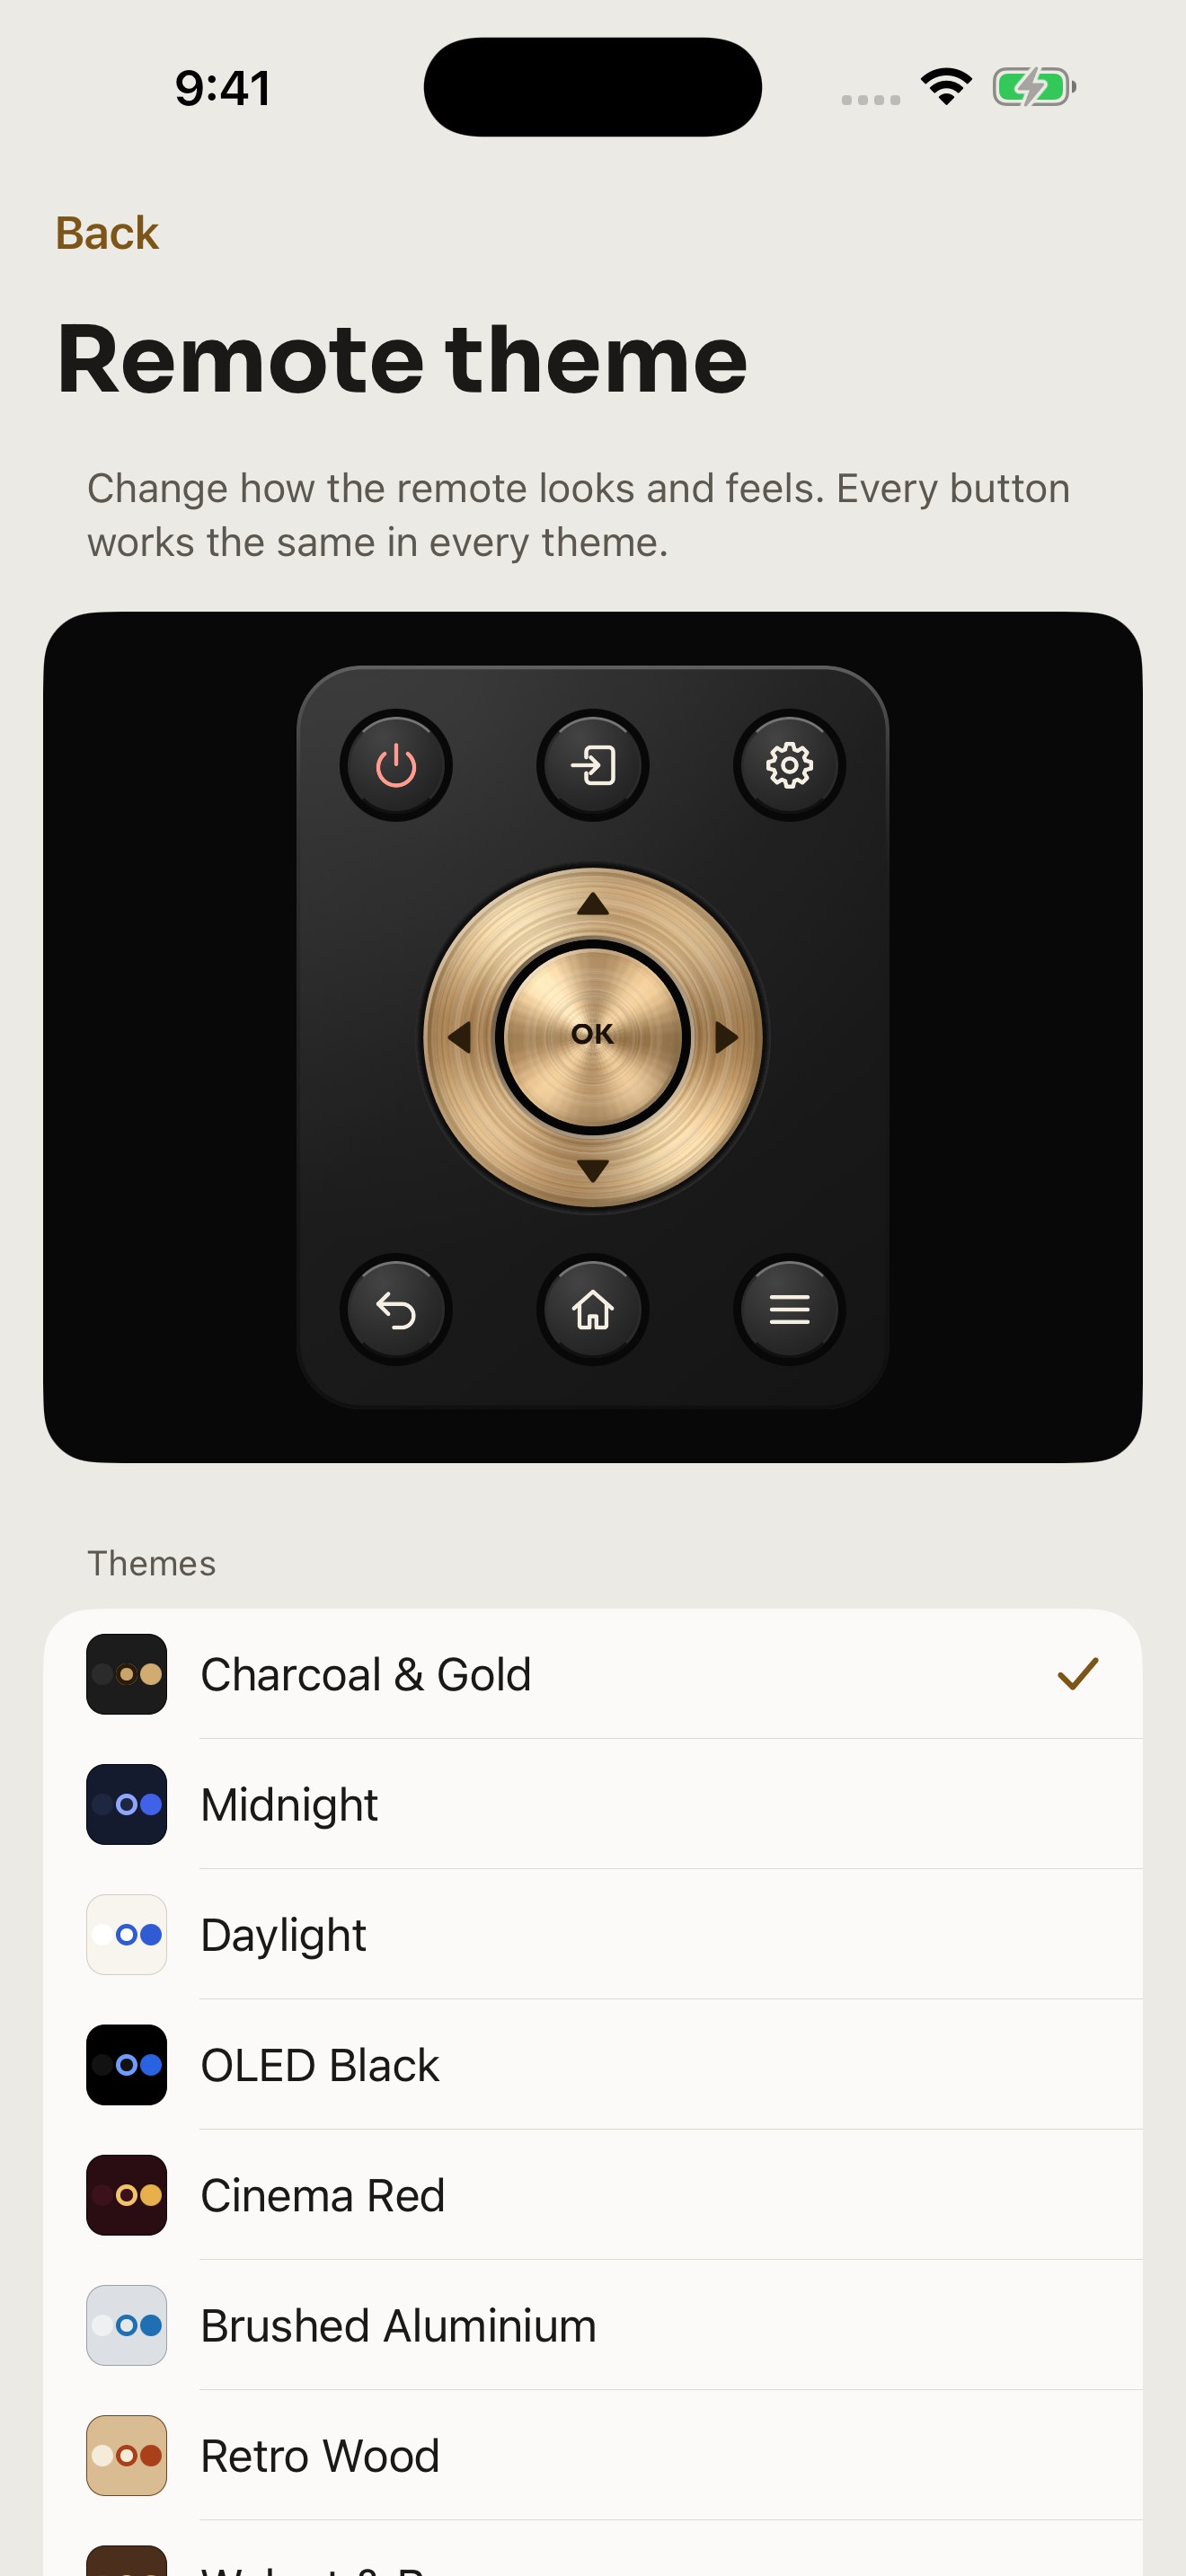 9:41
Back
Remote theme
Change how the remote looks and feels. Every button
works the same in every theme.
OK
Themes
Charcoal & Gold
Midnight
Daylight
OLED Black
Cinema Red
Brushed Aluminium
Retro Wood